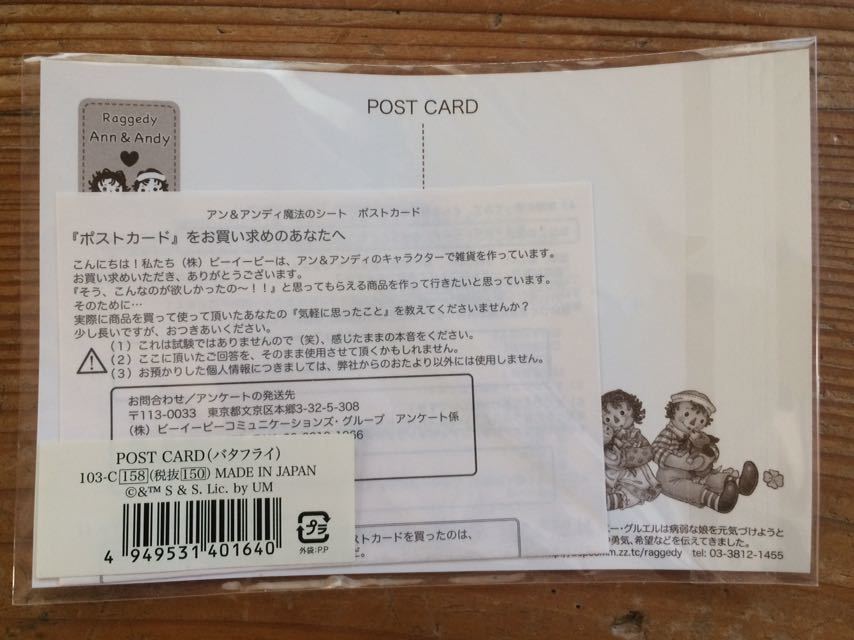 POST CARD
Raggedy
Ann & Andy
アン＆アンディ魔法のシート　ポストカード
『ポストカード』をお買い求めのあなたへ
こんにちは！私たち（株）ビーイービーは、アン＆アンディのキャラクターで雑貨を作っています。
お買い求めいただき、ありがとうございます。
『そう、こんなのが欲しかったの〜！！』と思ってもらえる商品を作って行きたいと思っています。
そのために…
実際に商品を買って使って頂いたあなたの『気軽に思ったこと』を教えてくださいませんか？
少し長いですが、おつきあいください。
（1）これは試験ではありませんので（笑）、感じたままの本音をください。
（2）ここに頂いたご回答を、そのまま使用させて頂くかもしれません。
（3）お預かりした個人情報につきましては、弊社からのおたより以外には使用しません。
お問合わせ／アンケートの発送先
〒113-0033　東京都文京区本郷3-32-5-308
（株）ビーイービーコミュニケーションズ・グループ　アンケート係
POST CARD（バタフライ）
103-C 158（税抜150）MADE IN JAPAN
©&™ S & S. Lic. by UM
4 949531 401640
プラ
外袋：P.P
ストカードを買ったのは、
ー・グルエルは病弱な娘を元気づけようと
勇気、希望などを伝えてきました。
mm.zz.tc/raggedy tel: 03-3812-1455